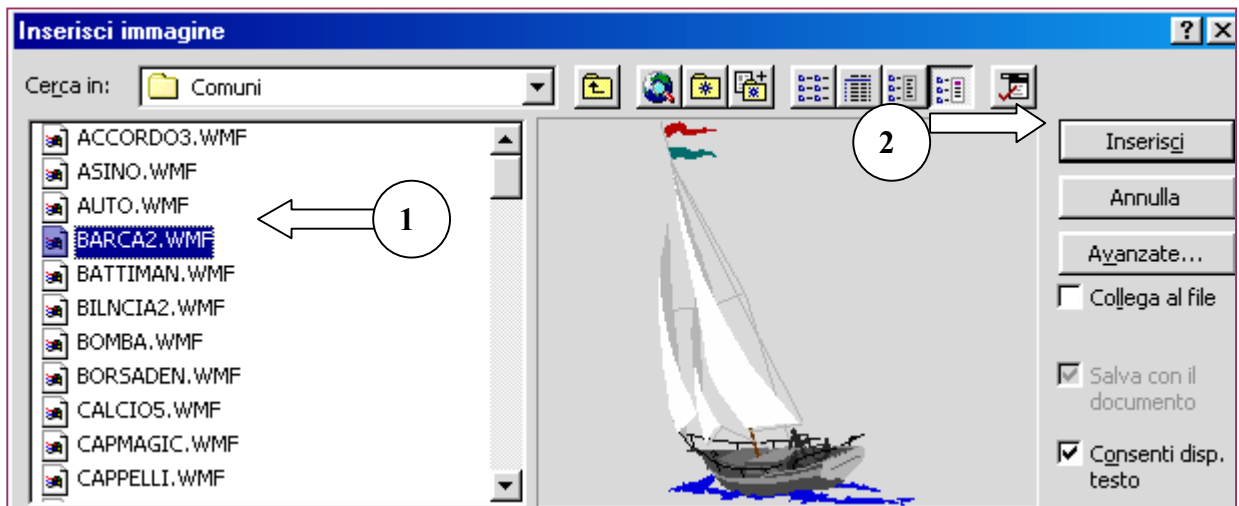 Inserisci immagine
Cerca in: Comuni
ACCORDO3.WMF
ASINO.WMF
AUTO.WMF
BARCA2.WMF
BATTIMAN.WMF
BILNCIA2.WMF
BOMBA.WMF
BORSADEN.WMF
CALCIO5.WMF
CAPMAGIC.WMF
CAPPELLI.WMF
1
2
Inserisci
Annulla
Avanzate...
Collega al file
Salva con il
documento
Consenti disp.
testo